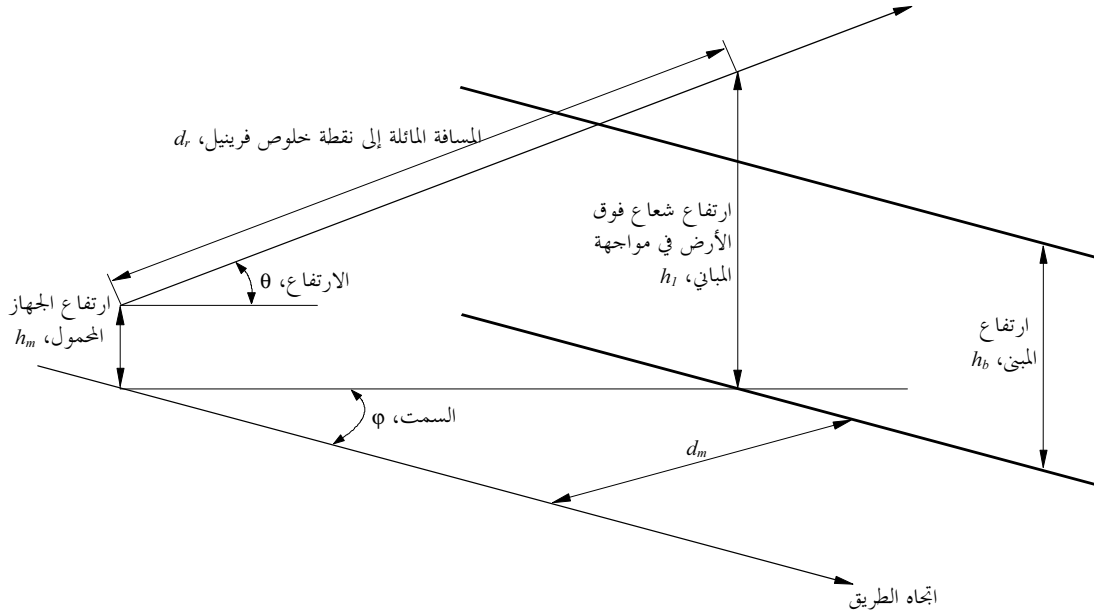 المسافة المائلة إلى نقطة خلوص فرينيل، dr
ارتفاع شعاع فوق
الأرض في مواجهة
المباني، h1
الارتفاع، θ
ارتفاع الجهاز
المحمول، hm
ارتفاع
المبنى، hb
السمت، φ
dm
اتجاه الطريق